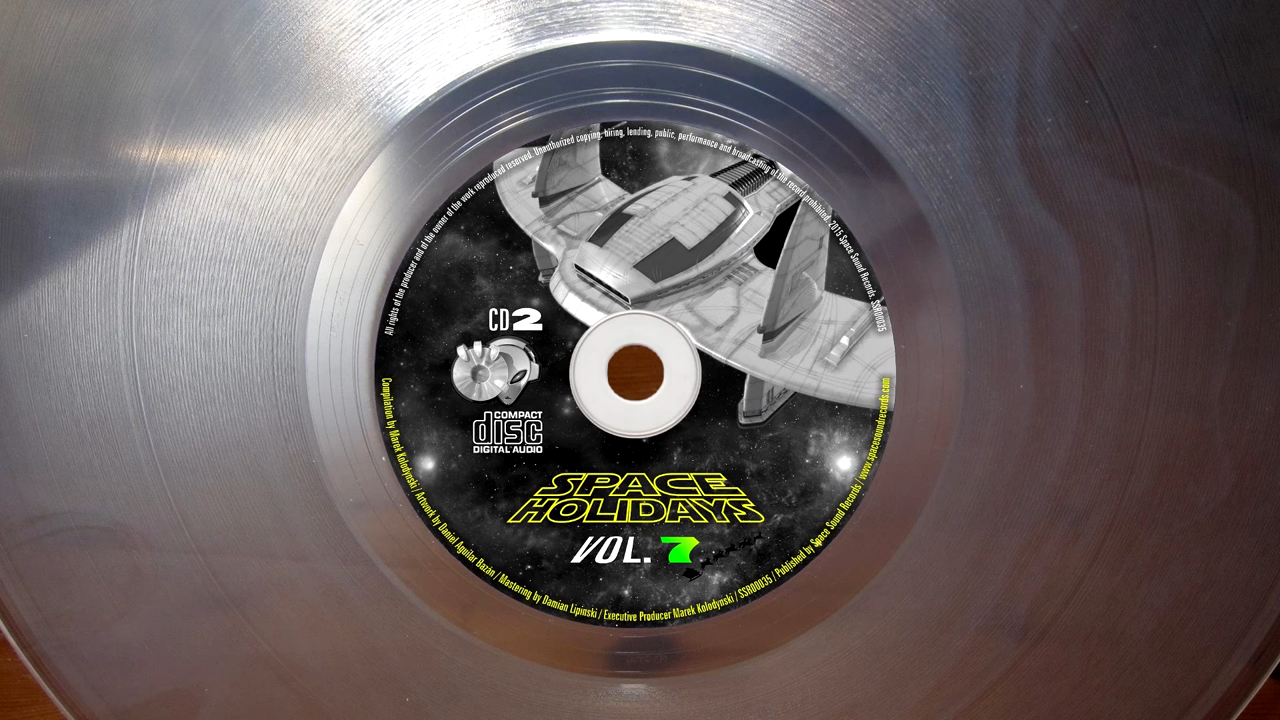 All rights of the producer and of the owner of the work reproduced reserved. Unauthorized copying, hiring, lending, public, performance and broadcasting of the record prohibited. 2015 Space Sound Records. SSR00035
CD2
COMPACT
disc
DIGITAL AUDIO
SPACE
HOLIDAYS
VOL. 7
Compilation by Marek Kolodynski / Artwork by Daniel Aguilar Bazán / Mastering by Damian Lipinski / Executive Producer Marek Kolodynski / SSR00035 / Published by Space Sound Records / www.spacesoundrecords.com